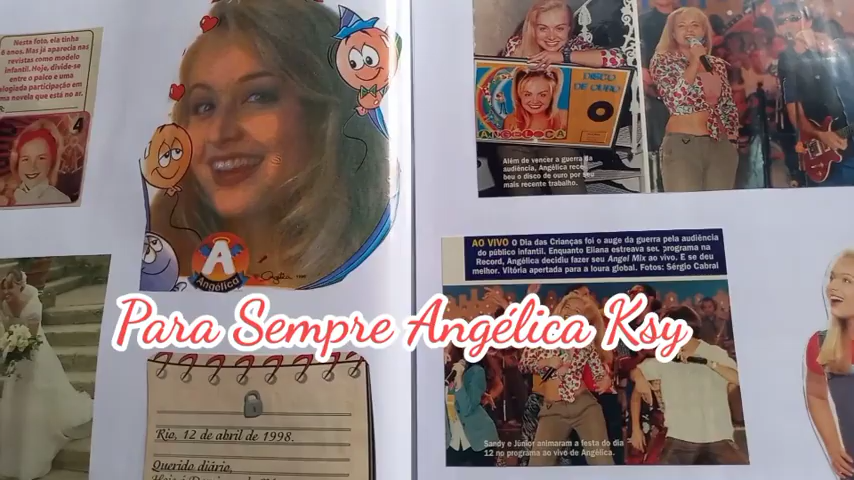 Nesta foto, ela tinha
anos. Mas já aparecia nas
revistas como modelo
infantil. Hoje, divide-se
entre o palco e uma
elogiada participação em
uma novela que está no ar.
4
A
Angélica
DISCO
DE OURO
ANGELICA
Além de vencer a guerra da
audiência, Angélica rece-
beu o disco de ouro por seu
mais recente trabalho.
AO VIVO O Dia das Crianças foi o auge da guerra pela audiência
do público infantil. Enquanto Eliana estreava seu programa na
Record, Angélica decidiu fazer seu Angel Mix ao vivo. E se deu
melhor. Vitória apertada para a loura global. Fotos: Sérgio Cabral
Para Sempre Angélica Ksy
Rio, 12 de abril de 1998.
Querido diário,
Sandy e Júnior animaram a festa do dia
12 no programa ao vivo de Angélica.